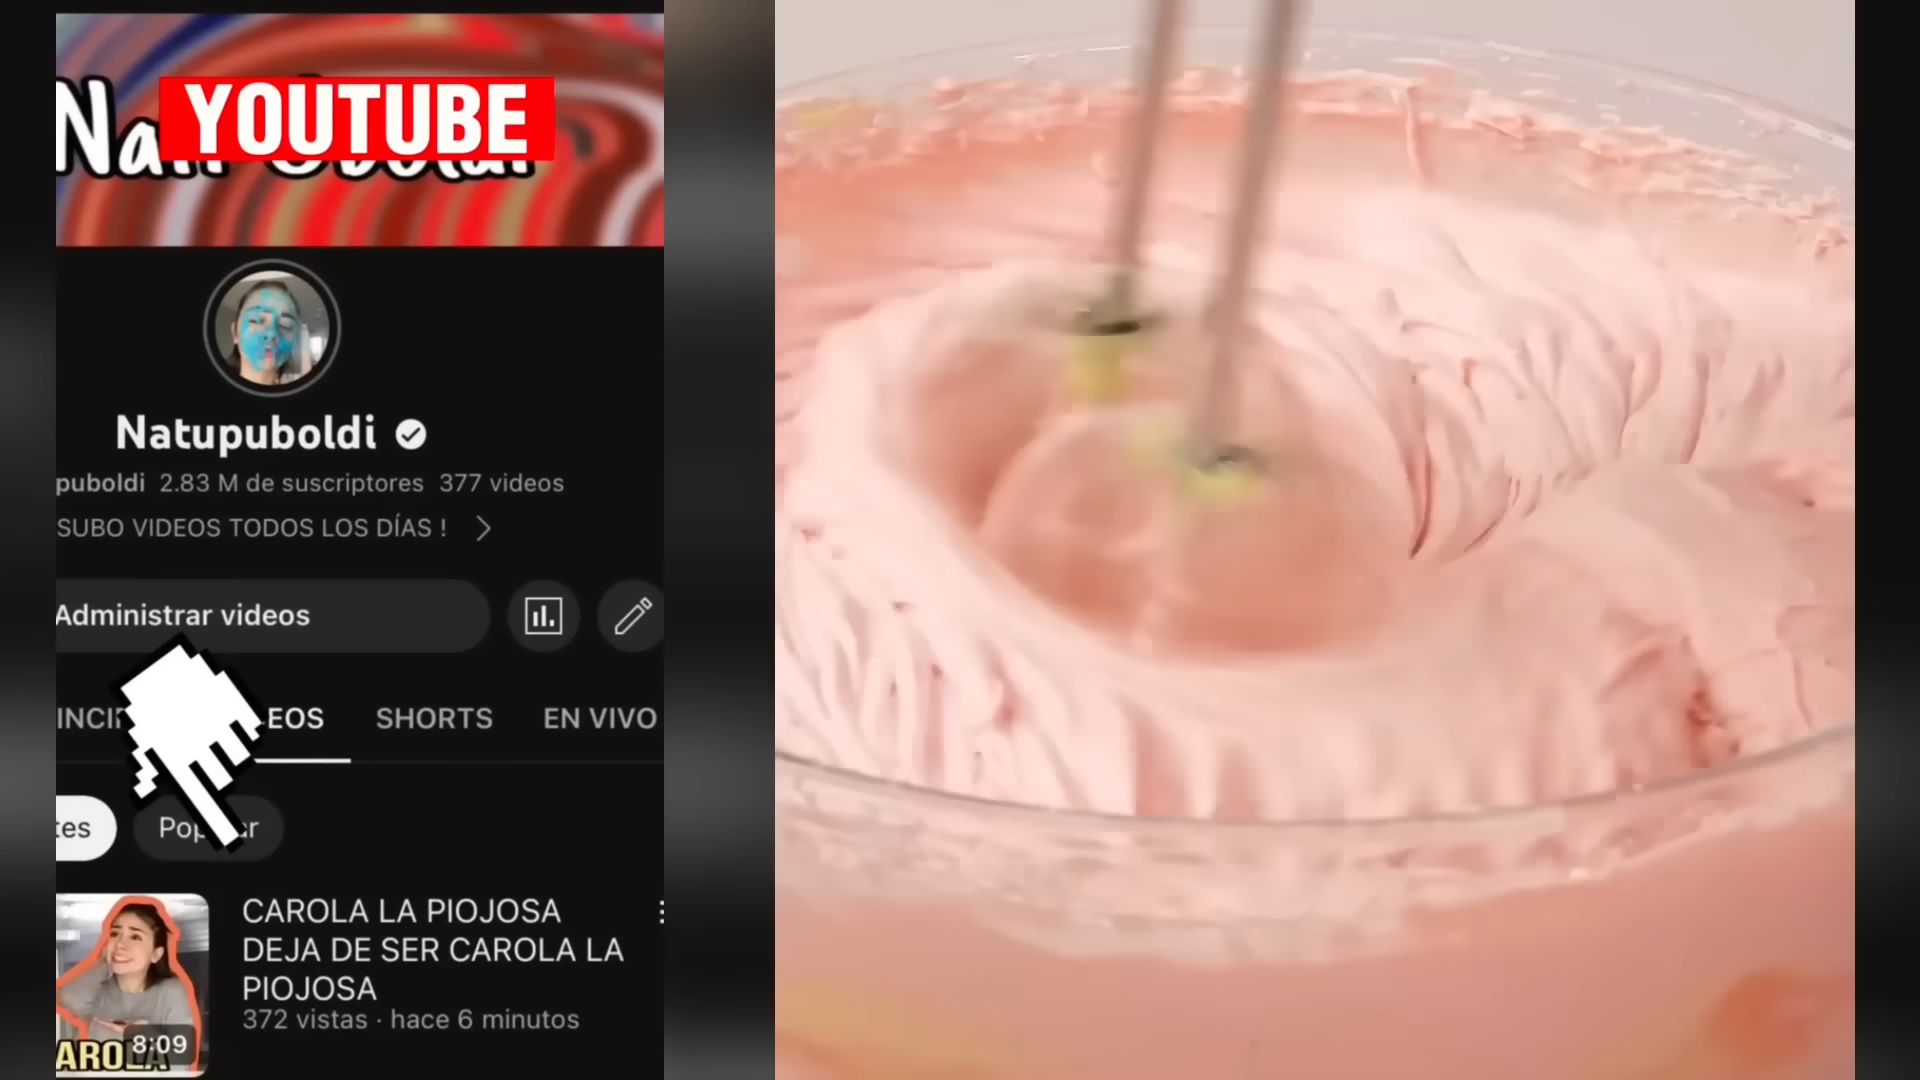 YOUTUBE
Natupuboldi
puboldi 2.83 M de suscriptores 377 videos
SUBO VIDEOS TODOS LOS DÍAS !
Administrar videos
SHORTS EN VIVO
CAROLA LA PIOJOSA
DEJA DE SER CAROLA LA
PIOJOSA
372 vistas · hace 6 minutos
8:09